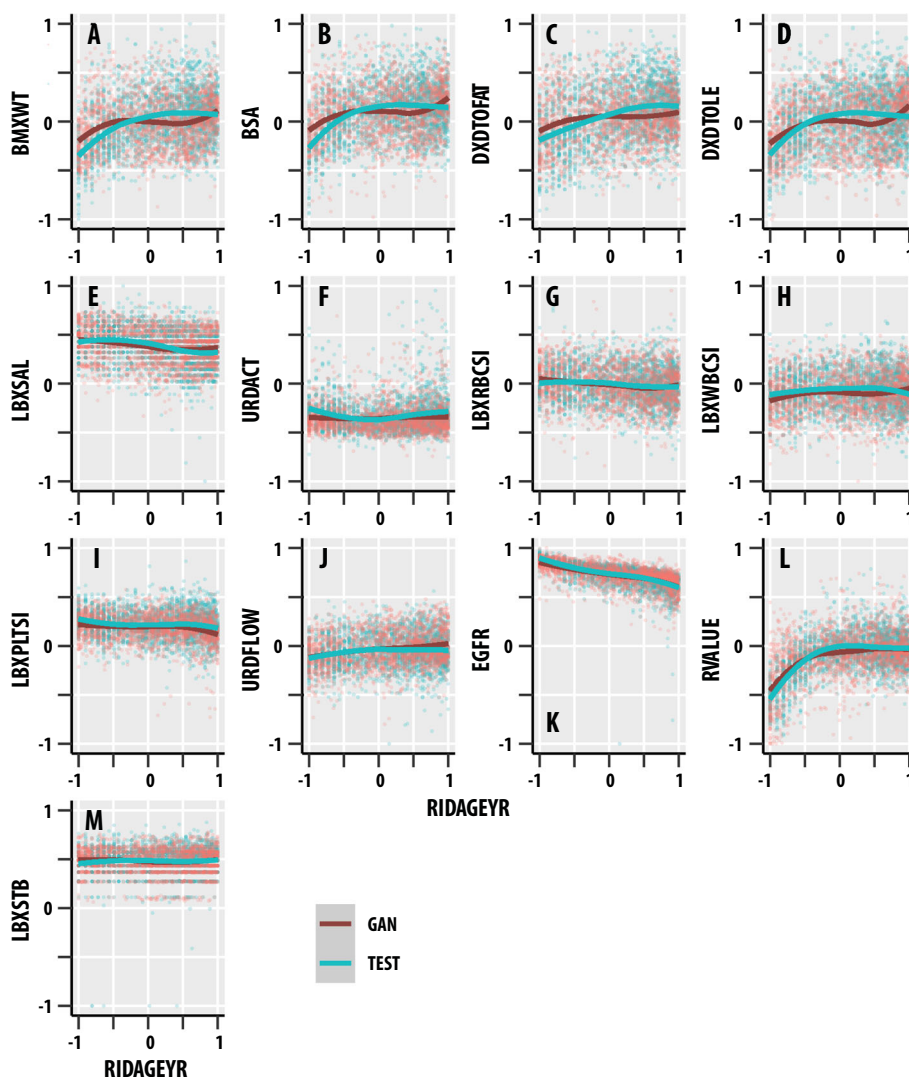 A
BMXWT
1
0
-1
-1
0
1
B
BSA
1
0
-1
-1
0
1
C
DXDTOFAT
1
0
-1
-1
0
1
D
DXDTOLE
1
0
-1
-1
0
1
E
LBXSAL
1
0
-1
-1
0
1
F
URDACT
1
0
-1
-1
0
1
G
LBXRBCSI
1
0
-1
-1
0
1
H
LBXWBCSI
1
0
-1
-1
0
1
I
LBXPLTSI
1
0
-1
-1
0
1
J
URDFLOW
1
0
-1
-1
0
1
K
EGFR
1
0
-1
-1
0
1
L
RVALUE
1
0
-1
-1
0
1
RIDAGEYR
M
LBXSTB
1
0
-1
-1
0
1
RIDAGEYR
GAN
TEST